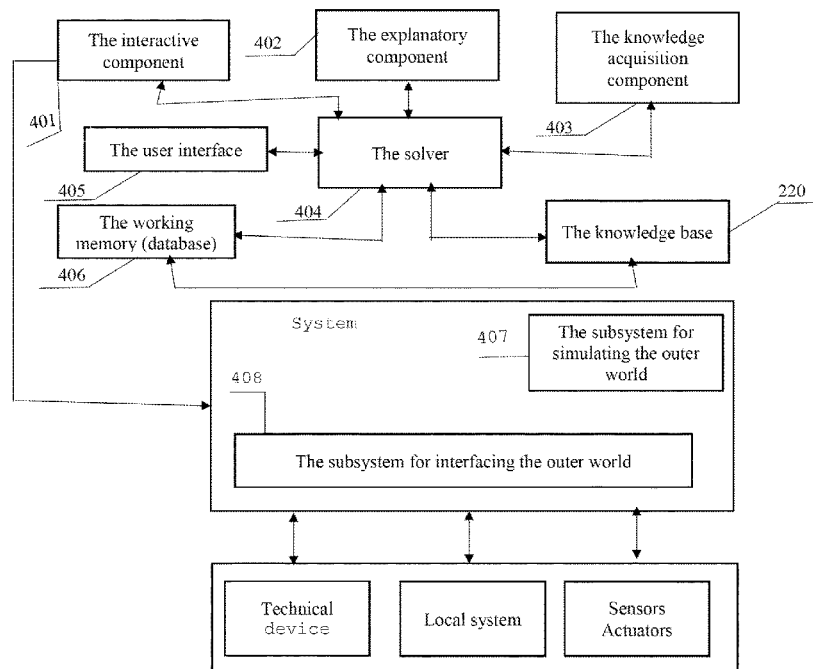 The interactive
component
402
The explanatory
component
The knowledge
acquisition
component
401
403
The user interface
The solver
405
404
220
The working
memory (database)
The knowledge base
406
System
407
The subsystem for
simulating the outer
world
408
The subsystem for interfacing the outer world
Technical
device
Local system
Sensors
Actuators